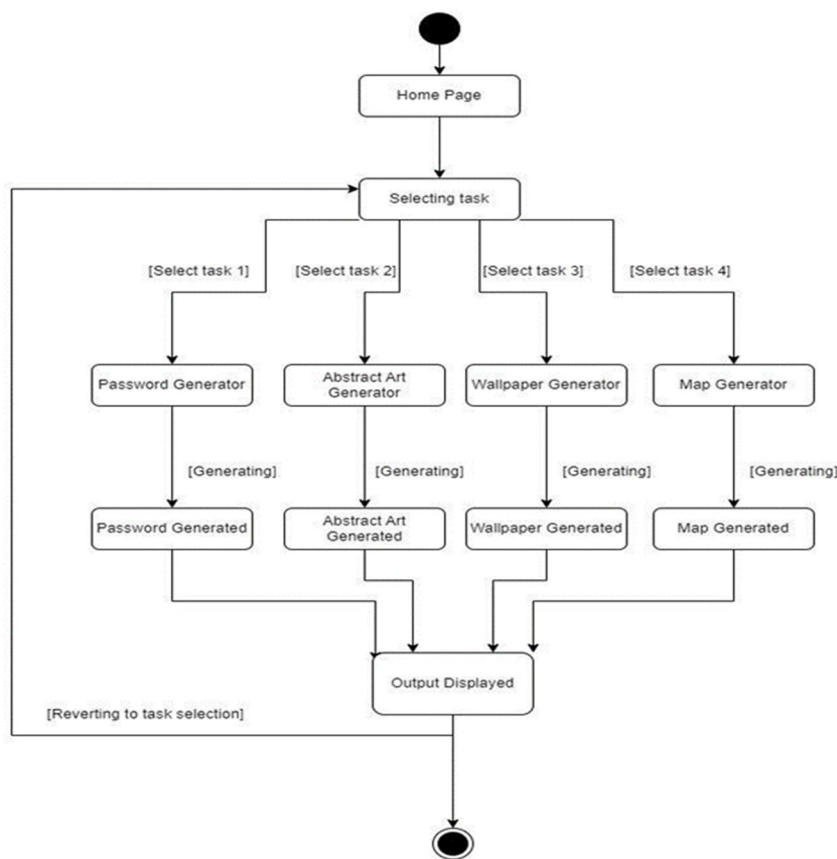 Home Page
Selecting task
[Select task 1]
[Select task 2]
[Select task 3]
[Select task 4]
Password Generator
Abstract Art
Generator
Wallpaper Generator
Map Generator
[Generating]
[Generating]
[Generating]
[Generating]
Password Generated
Abstract Art
Generated
Wallpaper Generated
Map Generated
Output Displayed
[Reverting to task selection]